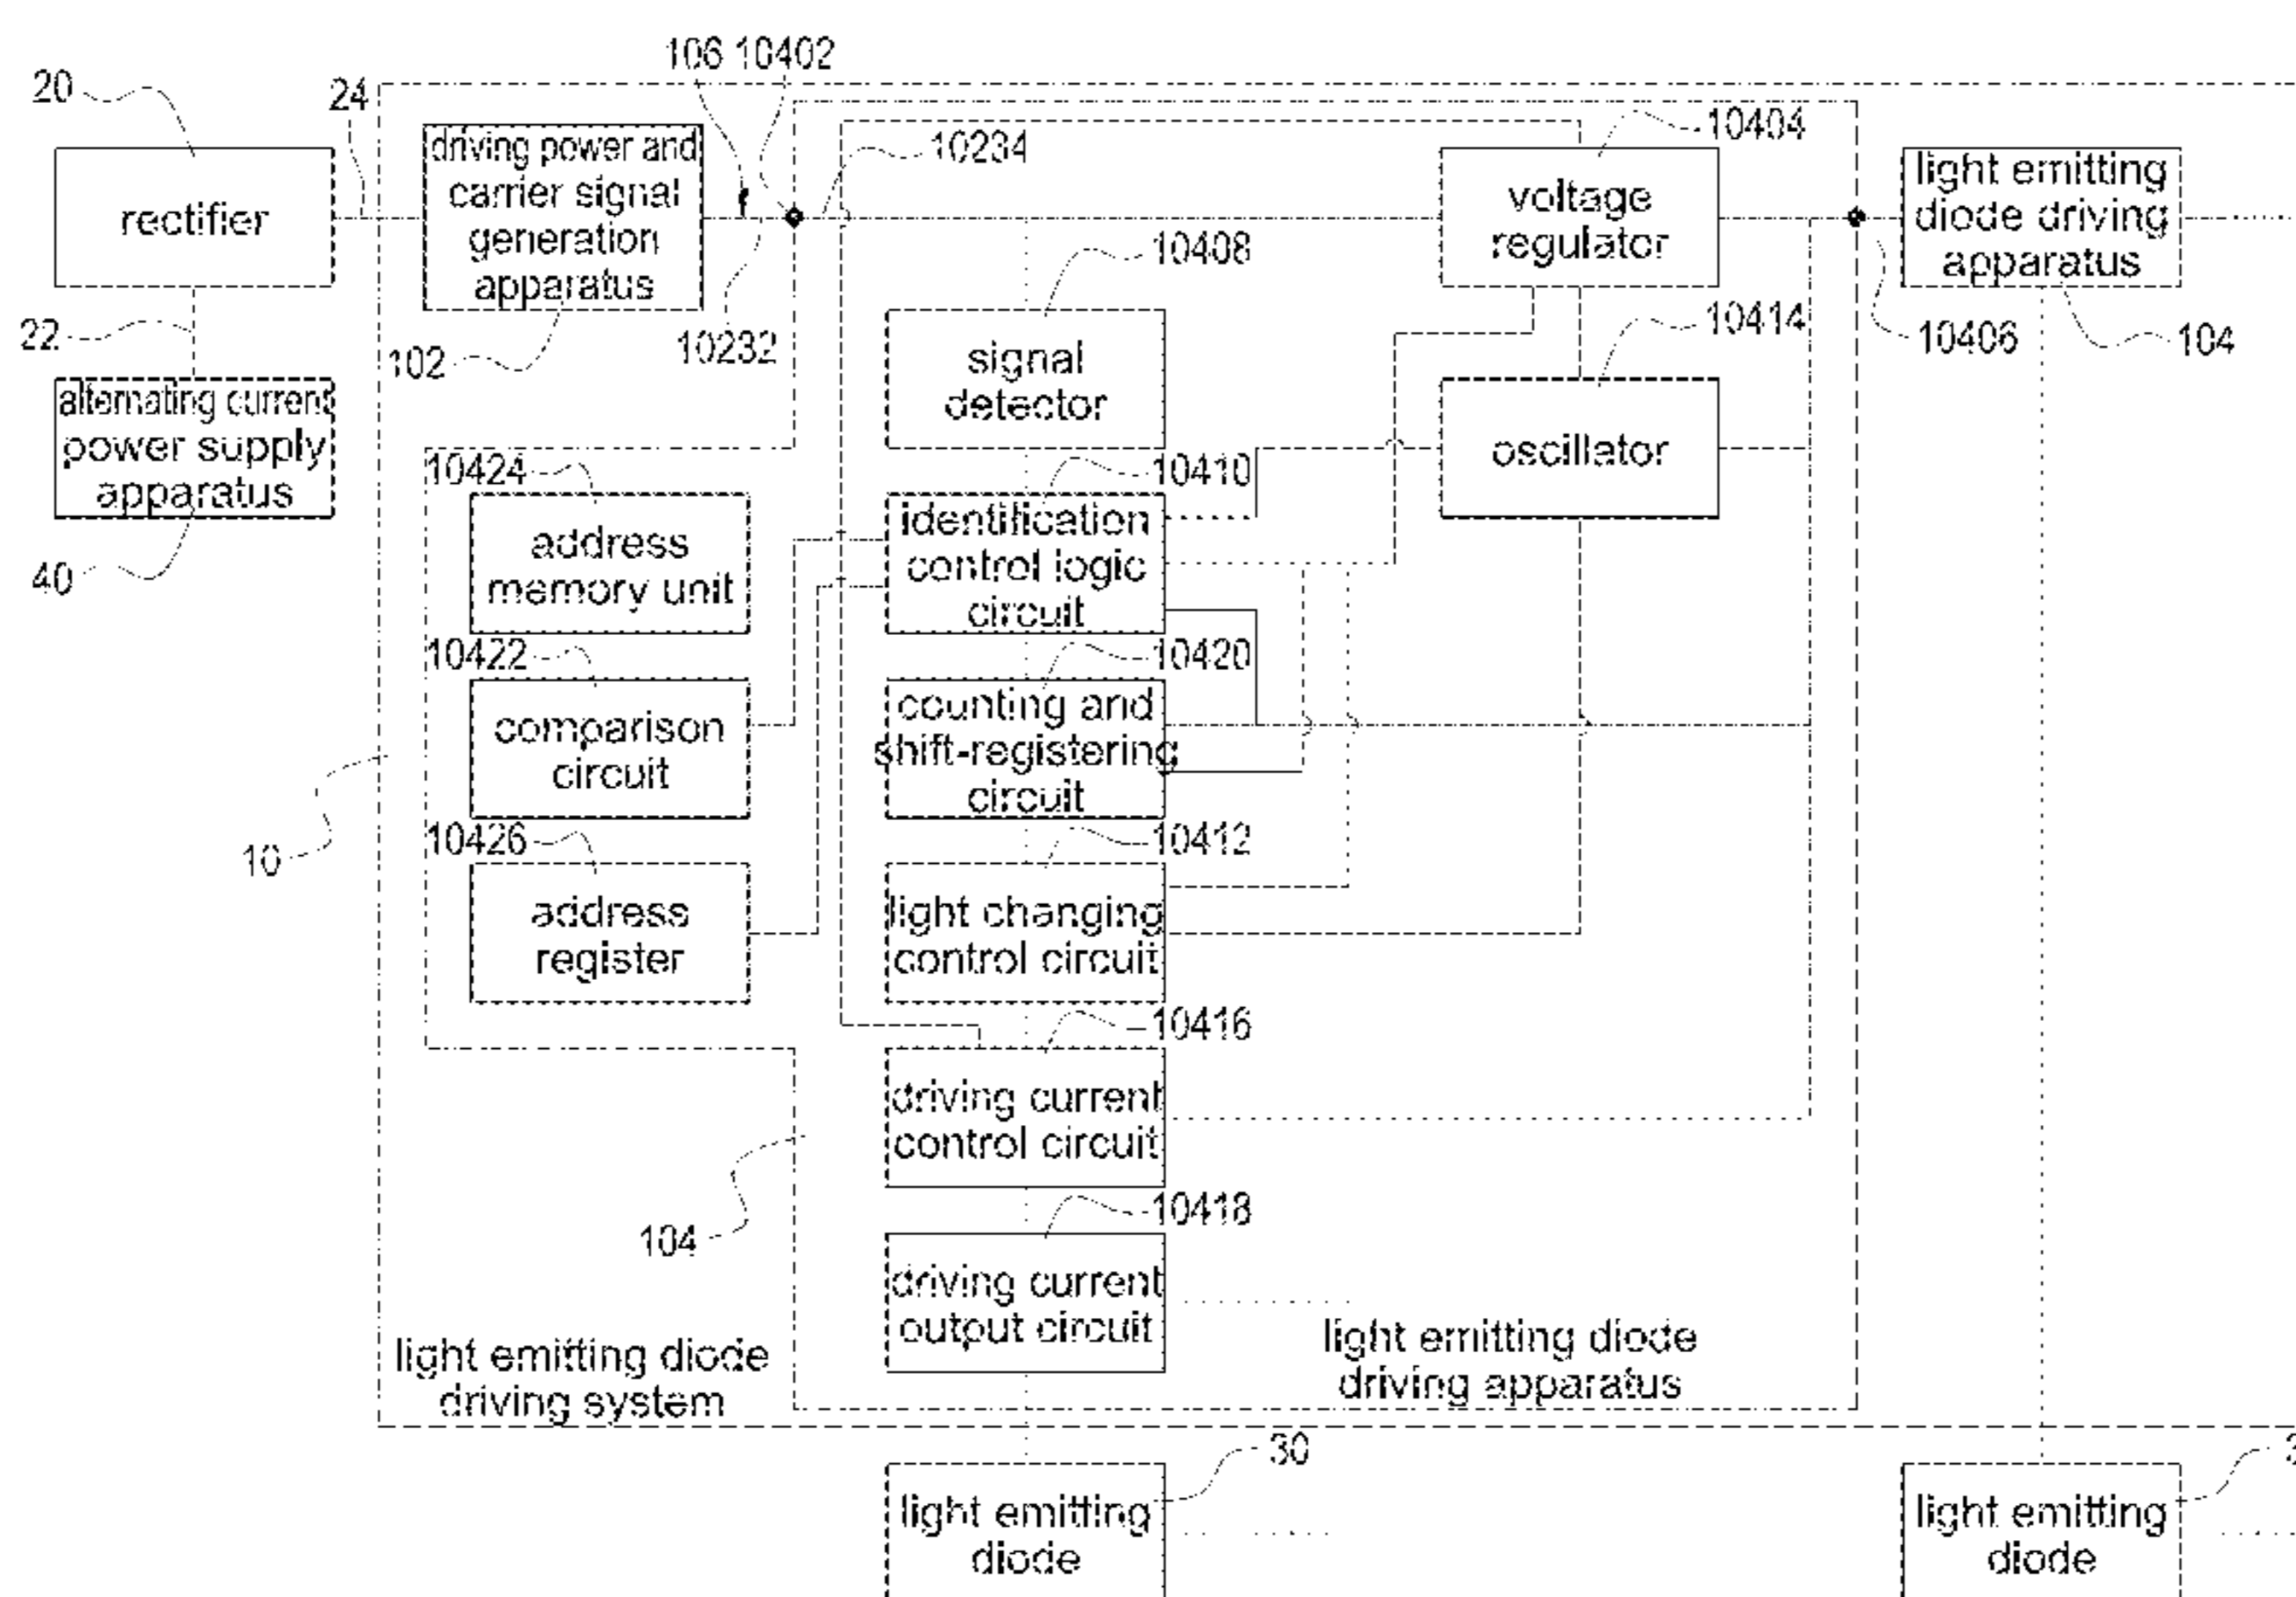 106 10402
20
24
10404
driving power and
carrier signal
generation
apparatus
10234
rectifier
voltage
regulator
light emitting
diode driving
apparatus
10408
22
102
10232
10414
10406
104
signal
detector
alternating current
power supply
apparatus
oscillator
10424
10410
address
memory unit
identification
control logic
circuit
40
10422
10420
comparison
circuit
counting and
shift-registering
circuit
10426
10412
10
address
register
light changing
control circuit
10416
driving current
control circuit
104
10418
driving current
output circuit
light emitting diode
driving system
light emitting diode
driving apparatus
30
light emitting
diode
light emitting
diode